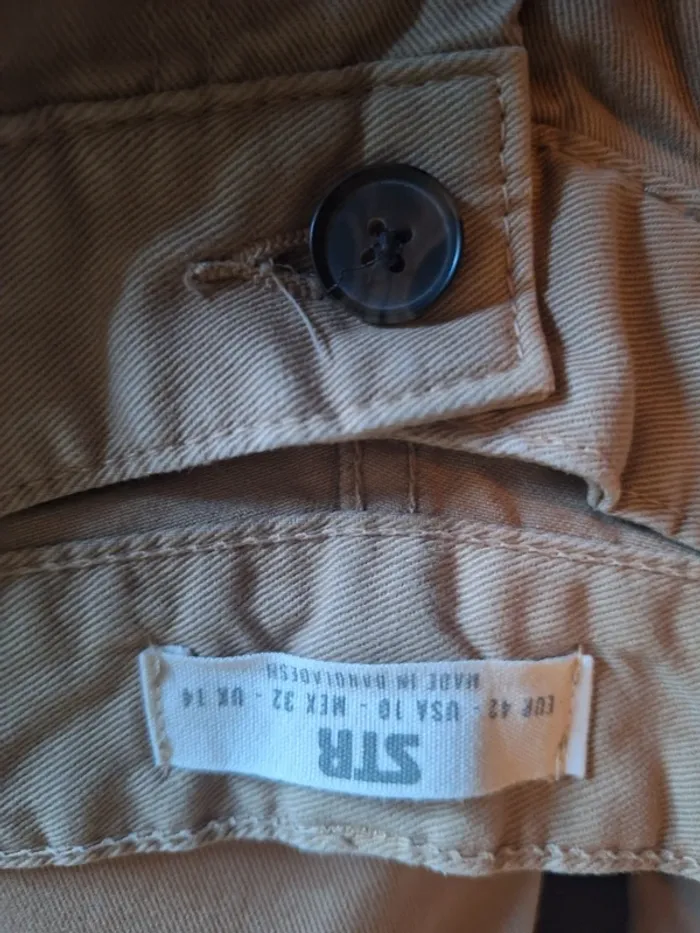 STR
EUR 42 - USA 10 - MEX 32 - UK 14
MADE IN BANGLADESH